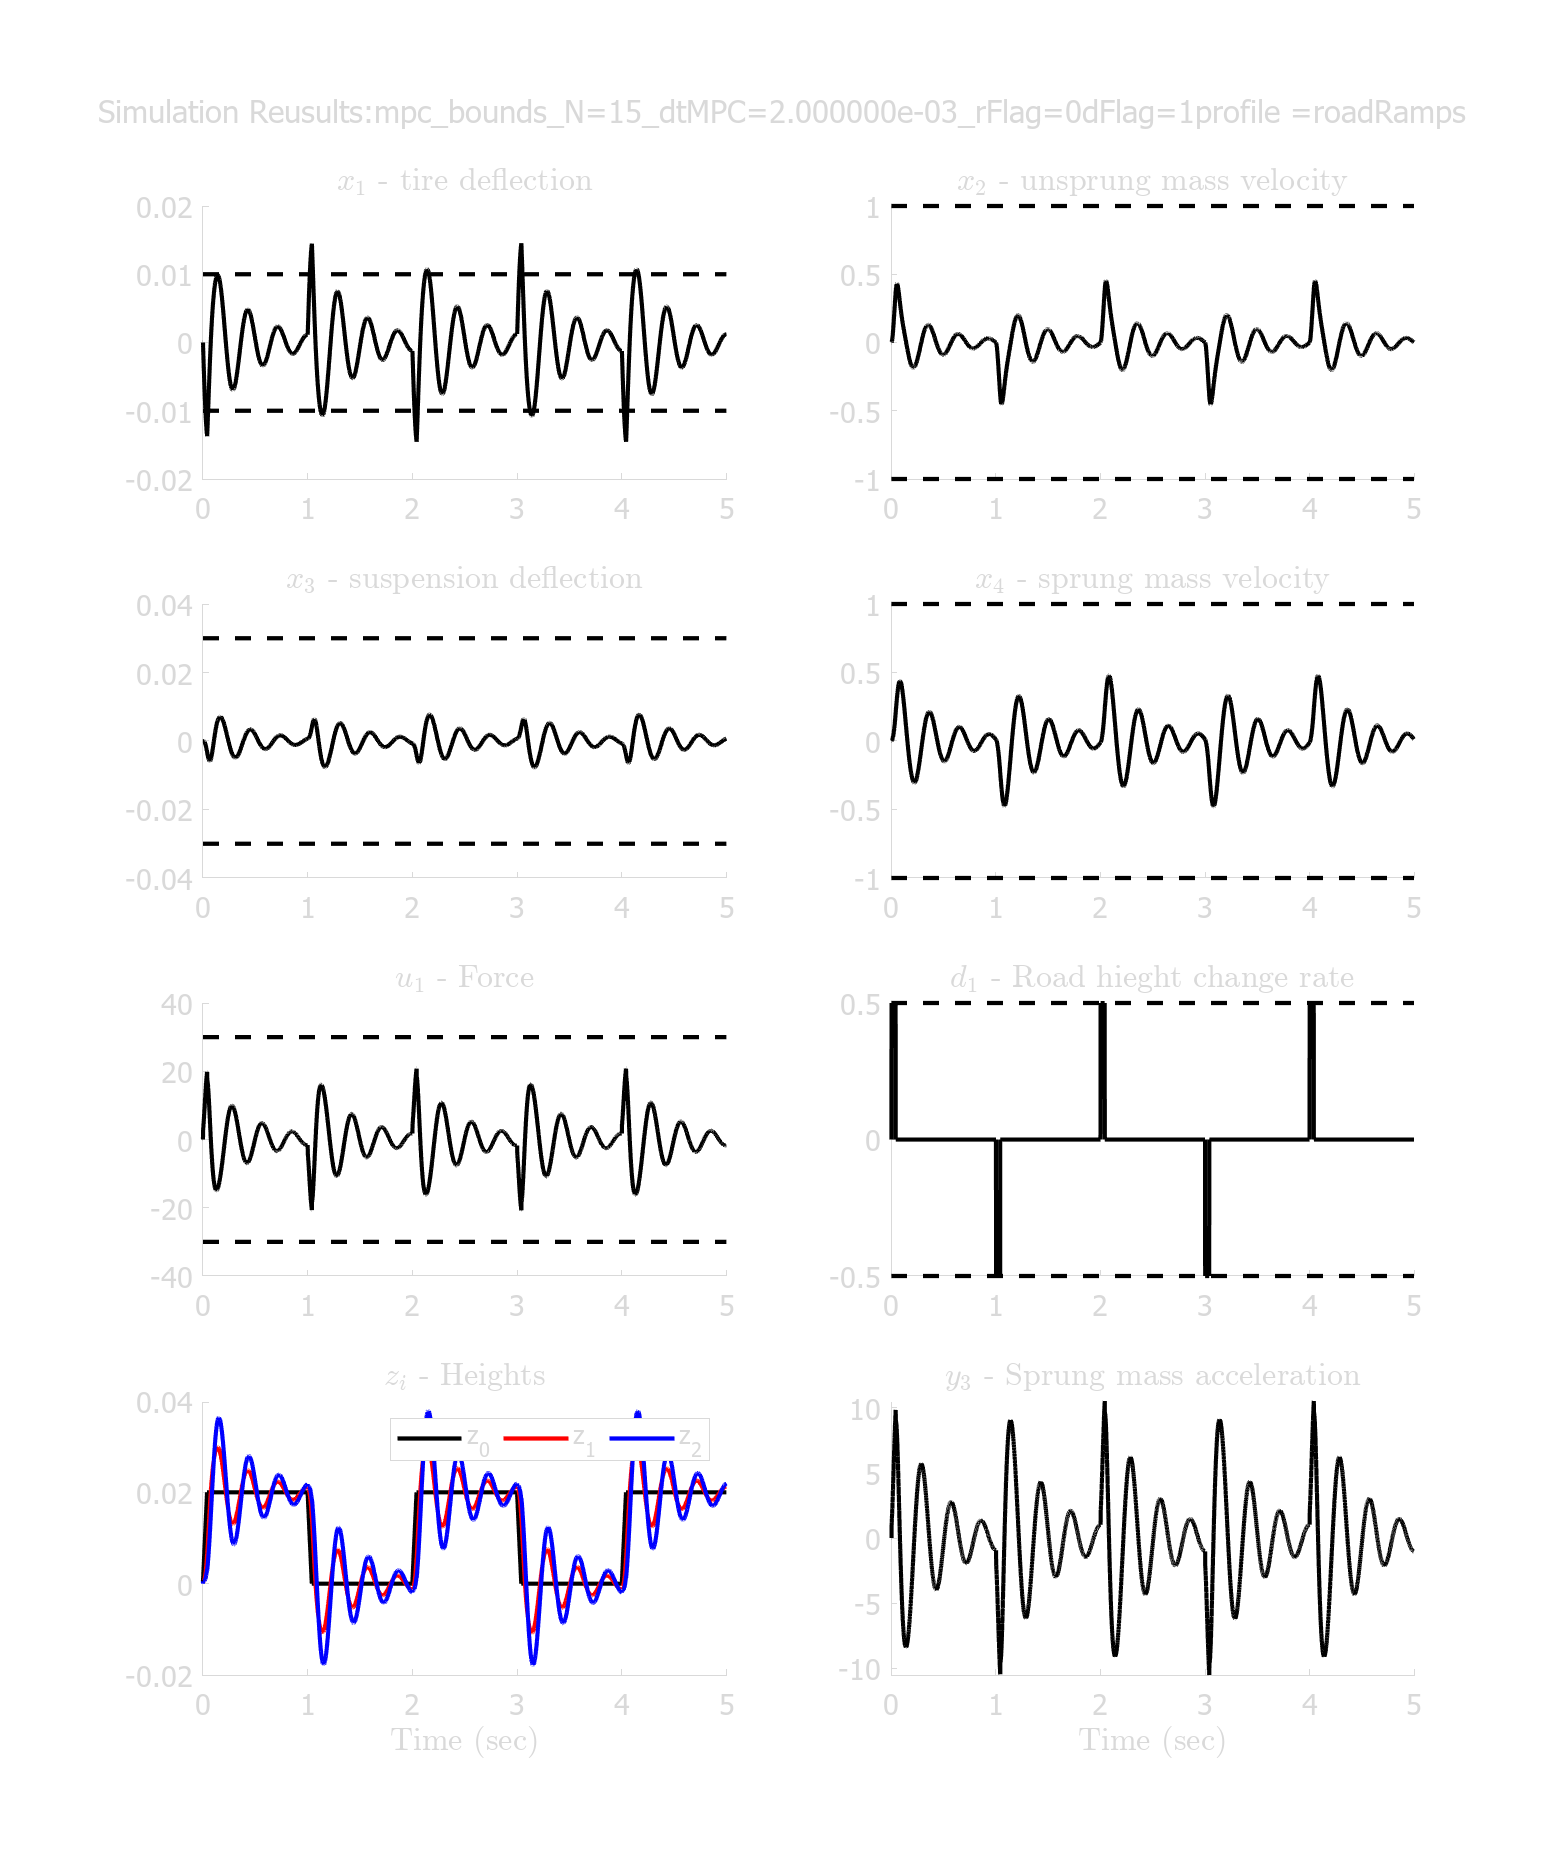 Simulation Reusults:mpc_bounds_N=15_dtMPC=2.000000e-03_rFlag=0dFlag=1profile =roadRamps
x1 - tire deflection
0.02
0.01
0
-0.01
-0.02
0 1 2 3 4 5
x2 - unsprung mass velocity
1
0.5
0
-0.5
-1
0 1 2 3 4 5
x3 - suspension deflection
0.04
0.02
0
-0.02
-0.04
0 1 2 3 4 5
x4 - sprung mass velocity
1
0.5
0
-0.5
-1
0 1 2 3 4 5
u1 - Force
40
20
0
-20
-40
0 1 2 3 4 5
d1 - Road hieght change rate
0.5
0
-0.5
0 1 2 3 4 5
zi - Heights
0.04
0.02
0
-0.02
z0 z1 z2
0 1 2 3 4 5
Time (sec)
y3 - Sprung mass acceleration
10
5
0
-5
-10
0 1 2 3 4 5
Time (sec)